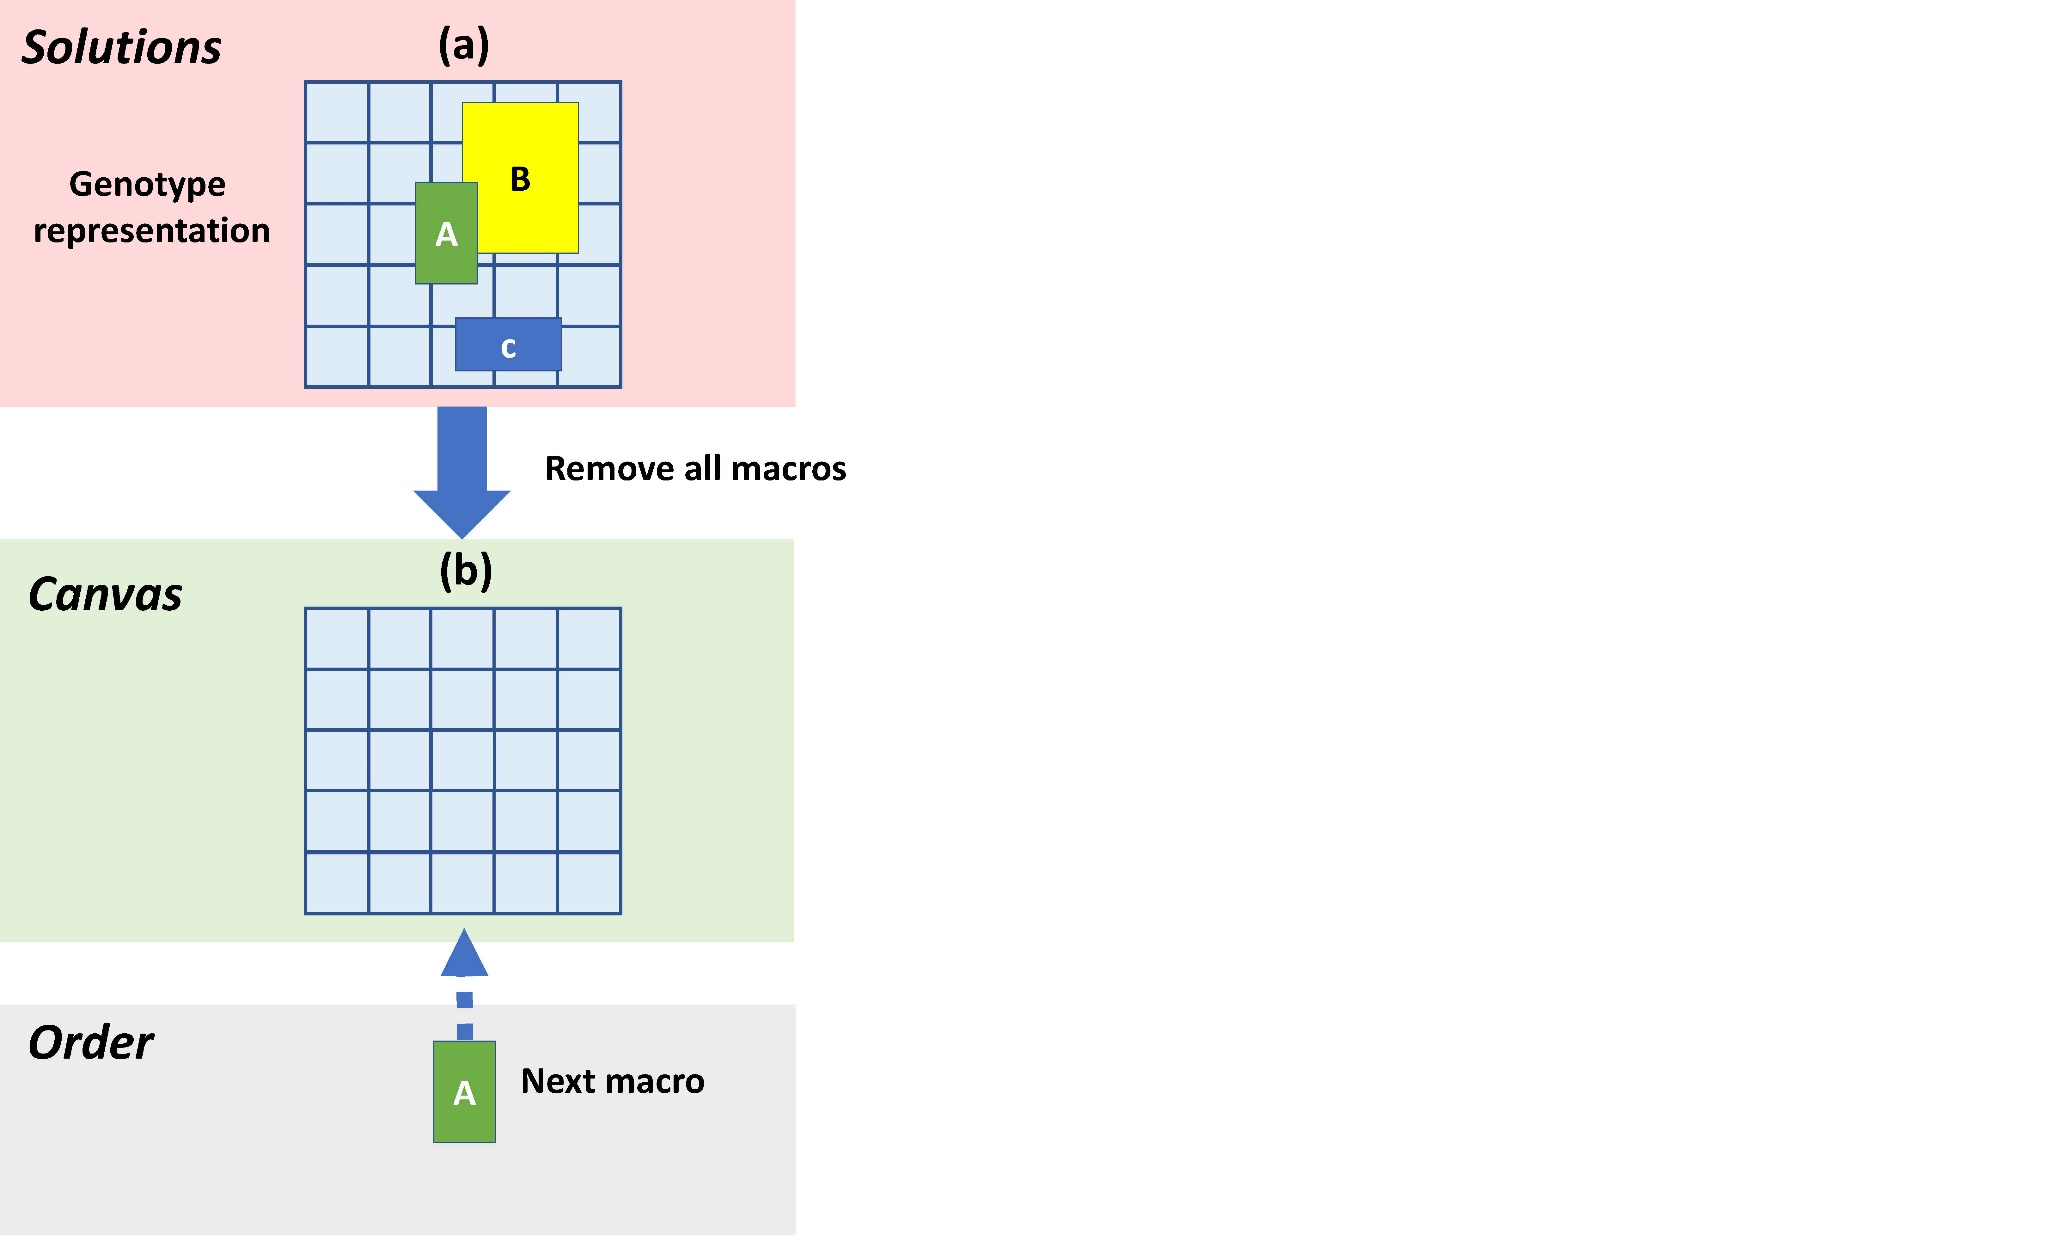 Solutions
(a)
Genotype
representation
B
A
c
Remove all macros
(b)
Canvas
Order
A
Next macro